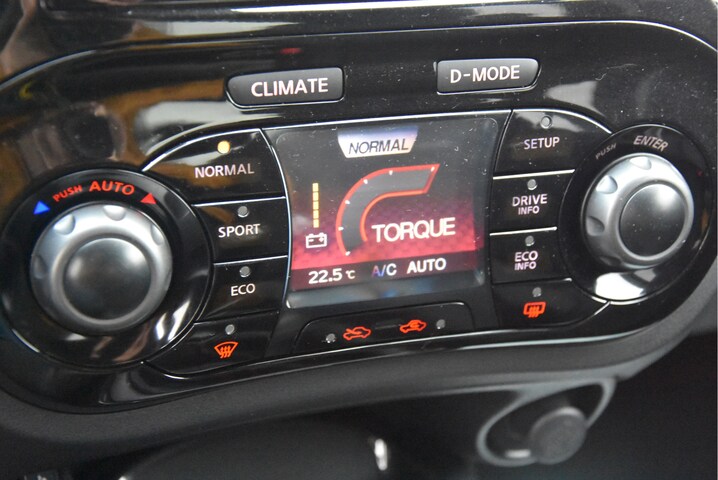 CLIMATE
D-MODE
NORMAL
SPORT
ECO
PUSH AUTO
NORMAL
TORQUE
22.5 °C A/C AUTO
SETUP
DRIVE
INFO
ECO
INFO
PUSH ENTER